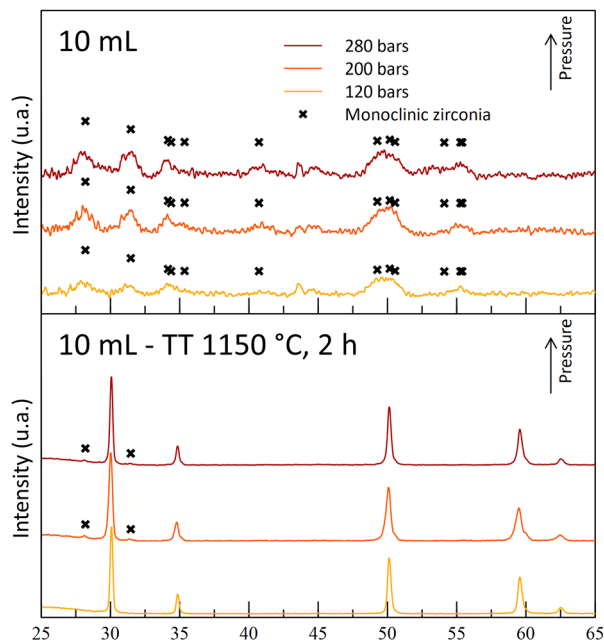 10 mL
280 bars
200 bars
120 bars
Monoclinic zirconia
Pressure
Intensity (u.a.)
10 mL - TT 1150 °C, 2 h
Pressure
Intensity (u.a.)
25 30 35 40 45 50 55 60 65